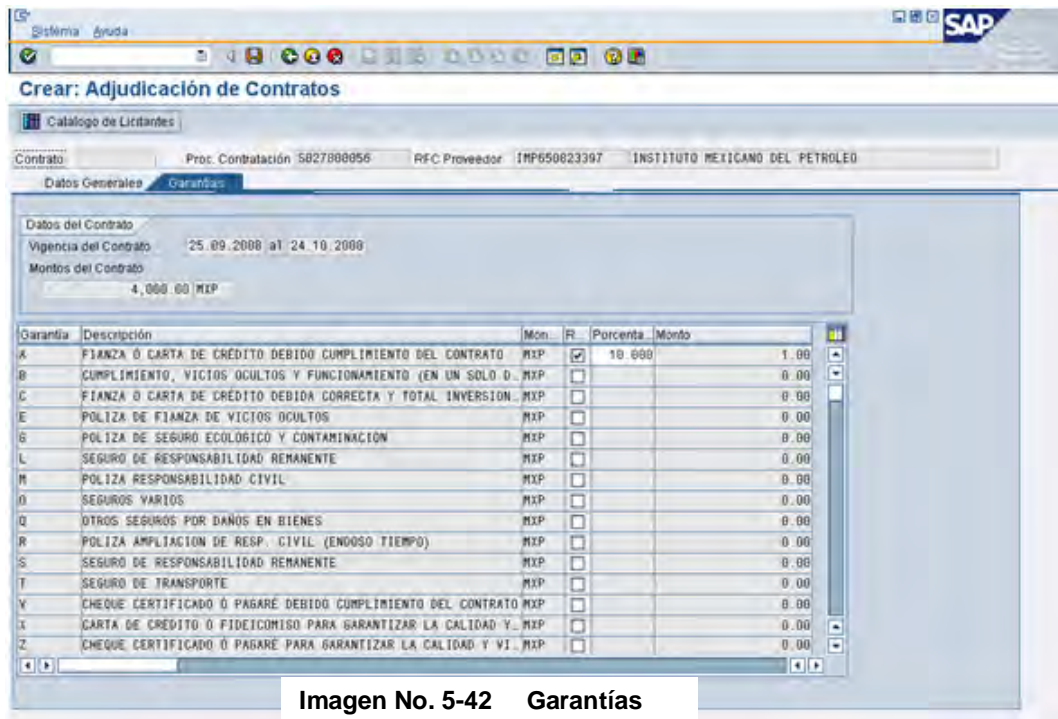 Sistema Ayuda
SAP
Crear: Adjudicación de Contratos
Catalogo de Licitantes
Contrato Proc. Contratación S027800056 RFC Proveedor IMP650823397 INSTITUTO MEXICANO DEL PETROLEO
Datos Generales Garantías
Datos del Contrato
Vigencia del Contrato 25.09.2008 al 24.10.2008
Montos del Contrato
4,000.00 MXP
Garantía Descripción Mon... R... Porcenta... Monto
A FIANZA O CARTA DE CRÉDITO DEBIDO CUMPLIMIENTO DEL CONTRATO MXP 10.000 1.00
B CUMPLIMIENTO, VICIOS OCULTOS Y FUNCIONAMIENTO (EN UN SOLO D... MXP 0.00
C FIANZA O CARTA DE CRÉDITO DEBIDA CORRECTA Y TOTAL INVERSION... MXP 0.00
E POLIZA DE FIANZA DE VICIOS OCULTOS MXP 0.00
G POLIZA DE SEGURO ECOLOGICO Y CONTAMINACION MXP 0.00
L SEGURO DE RESPONSABILIDAD REMANENTE MXP 0.00
M POLIZA RESPONSABILIDAD CIVIL MXP 0.00
O SEGUROS VARIOS MXP 0.00
Q OTROS SEGUROS POR DAÑOS EN BIENES MXP 0.00
R POLIZA AMPLIACION DE RESP. CIVIL (ENDOSO TIEMPO) MXP 0.00
S SEGURO DE RESPONSABILIDAD REMANENTE MXP 0.00
T SEGURO DE TRANSPORTE MXP 0.00
V CHEQUE CERTIFICADO Ó PAGARÉ DEBIDO CUMPLIMIENTO DEL CONTRATO MXP 0.00
X CARTA DE CRÉDITO O FIDEICOMISO PARA GARANTIZAR LA CALIDAD Y... MXP 0.00
Z CHEQUE CERTIFICADO Ó PAGARÉ PARA GARANTIZAR LA CALIDAD Y VI... MXP 0.00
Imagen No. 5-42 Garantías